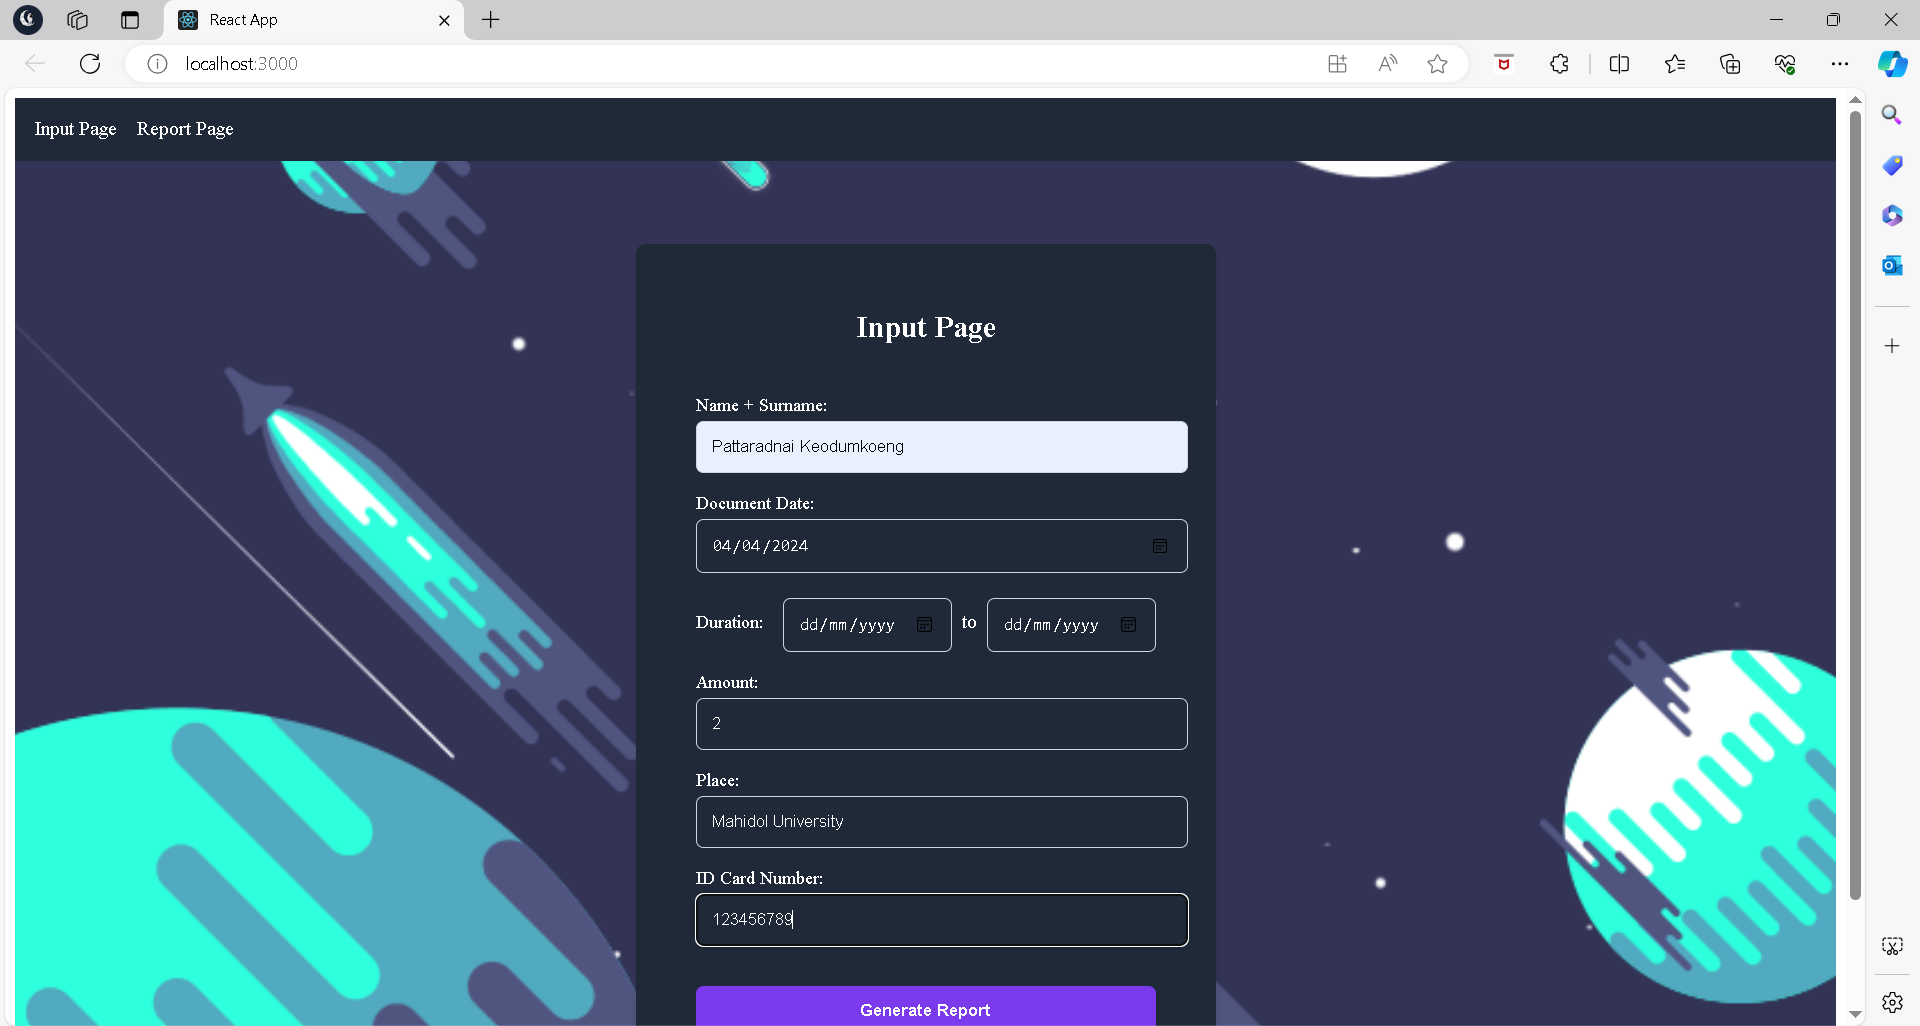 React App
localhost:3000
Input Page Report Page
Input Page
Name + Surname:
Pattaradnai Keodumkoeng
Document Date:
04/04/2024
Duration: dd/mm/yyyy to dd/mm/yyyy
Amount:
2
Place:
Mahidol University
ID Card Number:
123456789
Generate Report